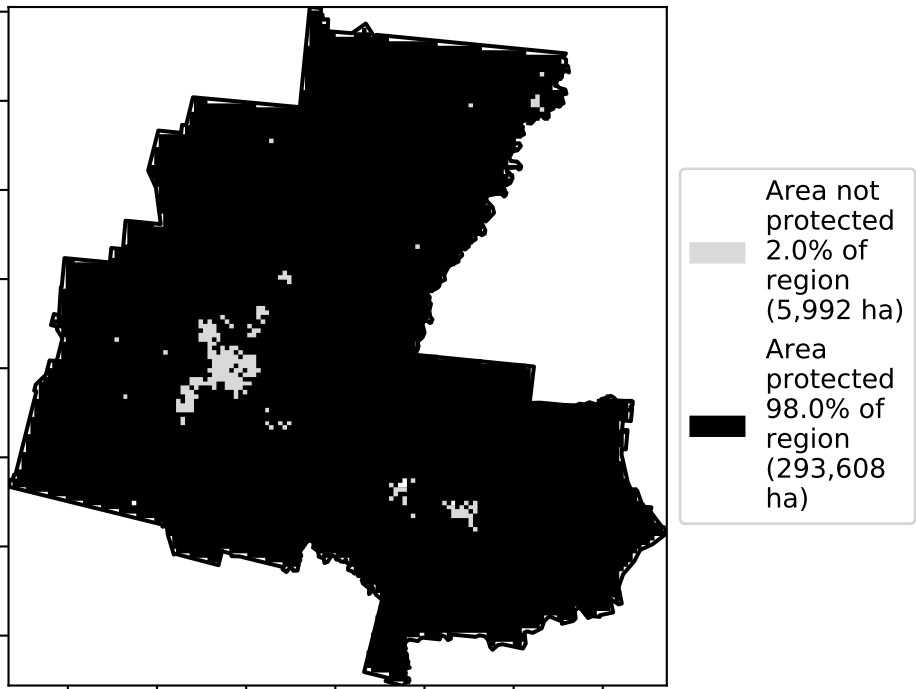 Area not
protected
2.0% of
region
(5,992 ha)
Area
protected
98.0% of
region
(293,608
ha)